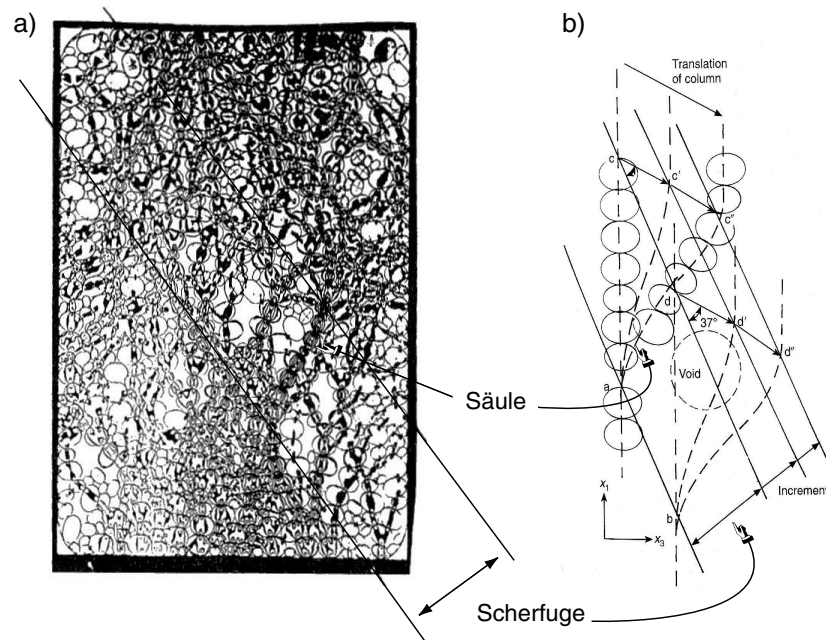 a)
b)
Translation
of column
c
c'
c"
d
37°
d'
d"
Void
a
Säule
x₁
Increment
b
x₃
Scherfuge